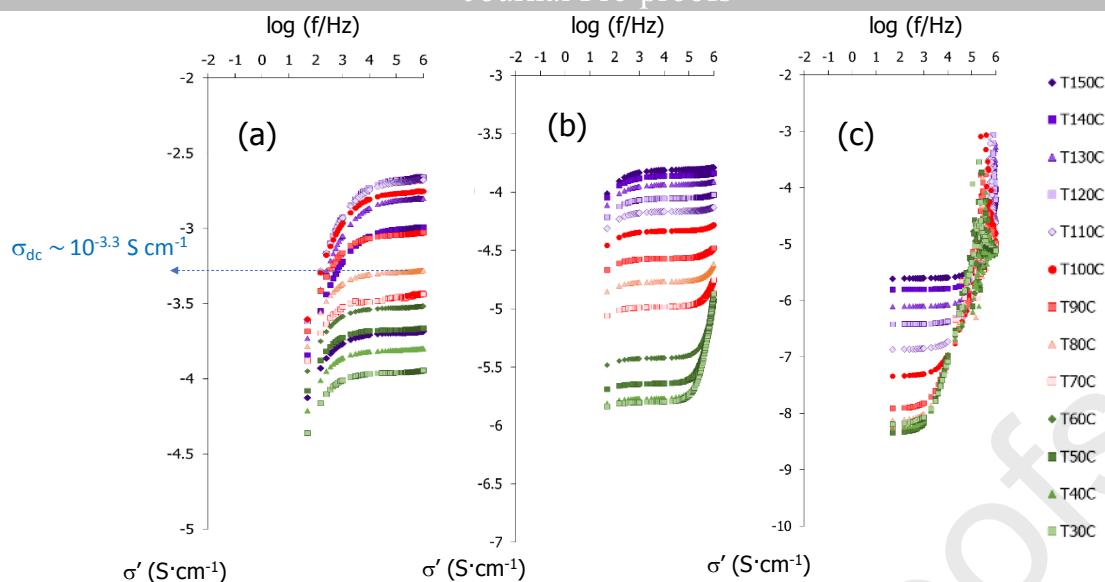 Journal Pre-proofs
log (f/Hz) log (f/Hz) log (f/Hz)
-2 -1 0 1 2 3 4 5 6 -2 -1 0 1 2 3 4 5 6 -2 -1 0 1 2 3 4 5 6
-2
-2.5
-3
-3.5
-4
-4.5
-5
(a)
σdc ~ 10-3.3 S cm-1
σ′ (S·cm-1)
-3
-3.5
-4
-4.5
-5
-5.5
-6
-6.5
-7
(b)
σ′ (S·cm-1)
-2
-3
-4
-5
-6
-7
-8
-9
-10
(c)
σ′ (S·cm-1)
T150C
T140C
T130C
T120C
T110C
T100C
T90C
T80C
T70C
T60C
T50C
T40C
T30C
oofs